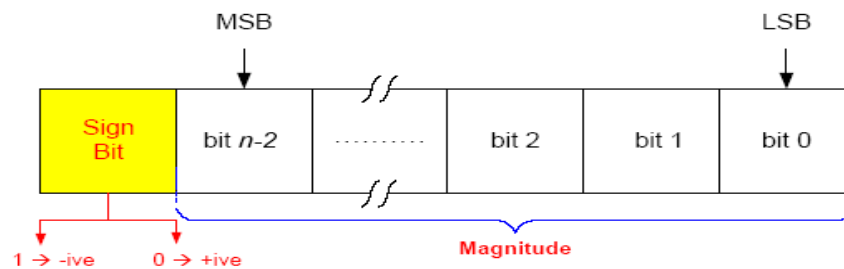 MSB LSB
Sign Bit bit n-2 .......... bit 2 bit 1 bit 0
Magnitude
1 → -ive 0 → +ive